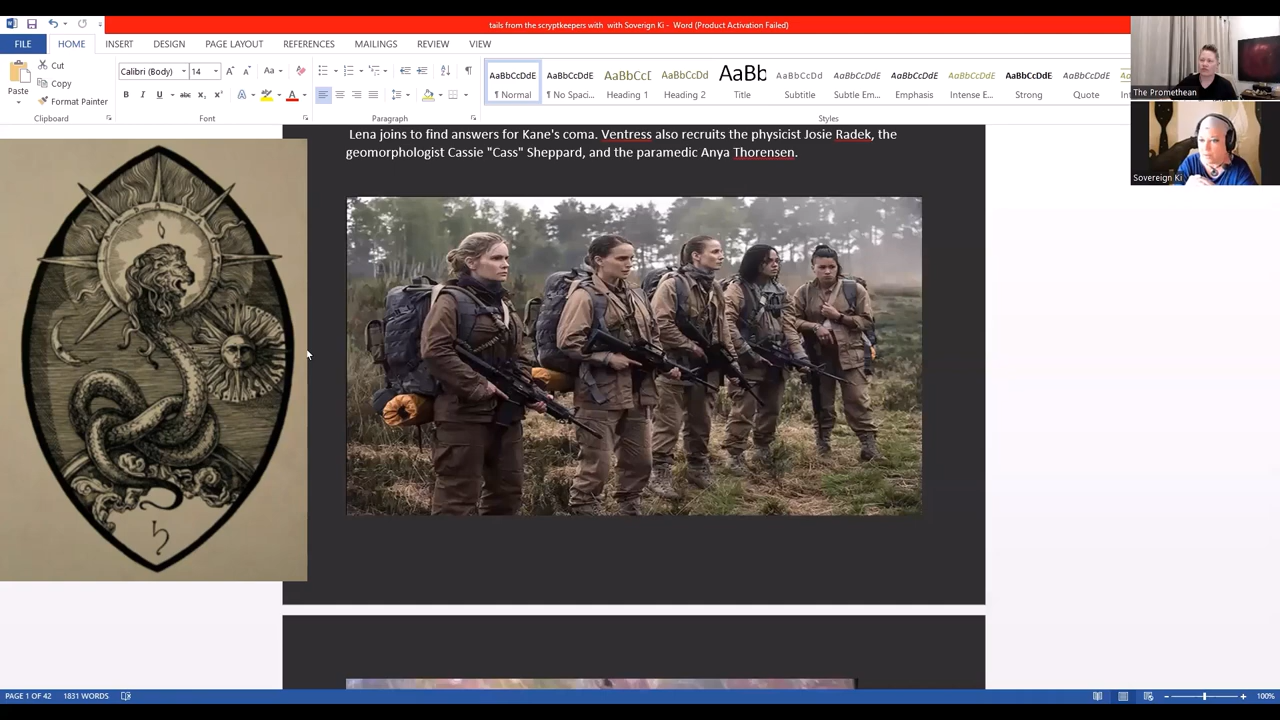 tails from the scryptkeepers with  with Soverign Ki -  Word (Product Activation Failed)
FILE HOME INSERT DESIGN PAGE LAYOUT REFERENCES MAILINGS REVIEW VIEW
Paste
Cut
Copy
Format Painter
Clipboard
Calibri (Body) 14
Font
Paragraph
AaBbCcDdE AaBbCcDdE AaBbCcD AaBbCcDd AaBb AaBbCcDdE AaBbCcDdE AaBbCcDdE AaBbCcDdE AaBbCcDdE AaBbCcDdE
¶ Normal ¶ No Spaci... Heading 1 Heading 2 Title Subtitle Subtle Em... Emphasis Intense E... Strong Quote
Styles
The Promethean
Sovereign Ki
Lena joins to find answers for Kane's coma. Ventress also recruits the physicist Josie Radek, the
geomorphologist Cassie "Cass" Sheppard, and the paramedic Anya Thorensen.
♄
PAGE 1 OF 42 1831 WORDS
100%